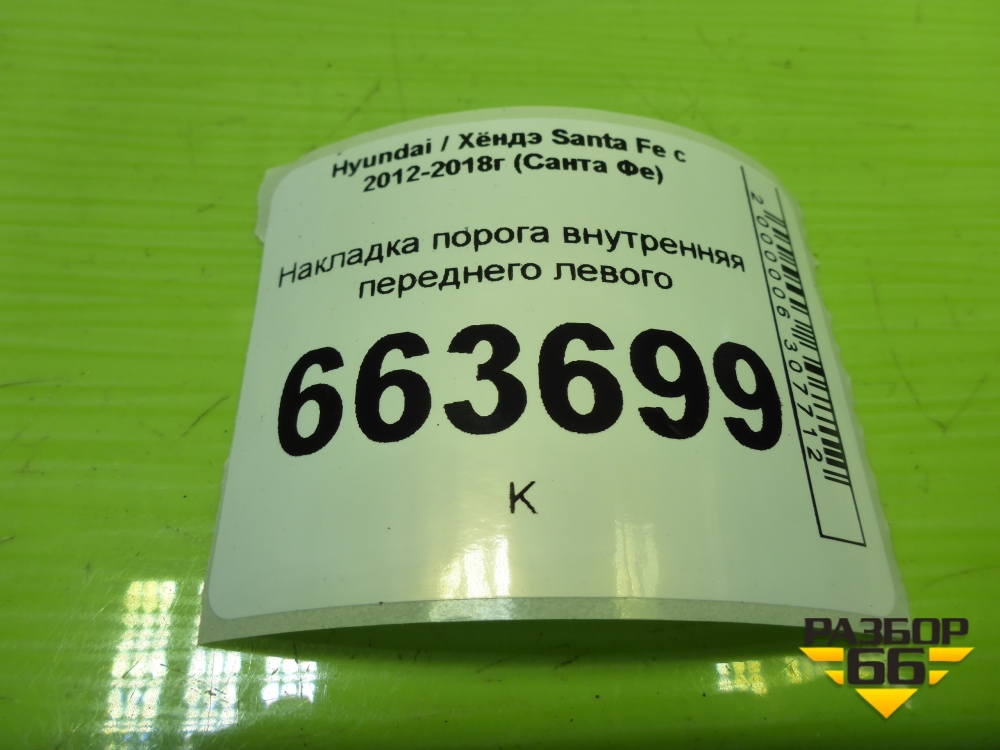 Hyundai / Хёндэ Santa Fe с
2012-2018г (Санта Фе)
Накладка порога внутренняя
переднего левого
663699
К
2000006307712
РАЗБОР
66